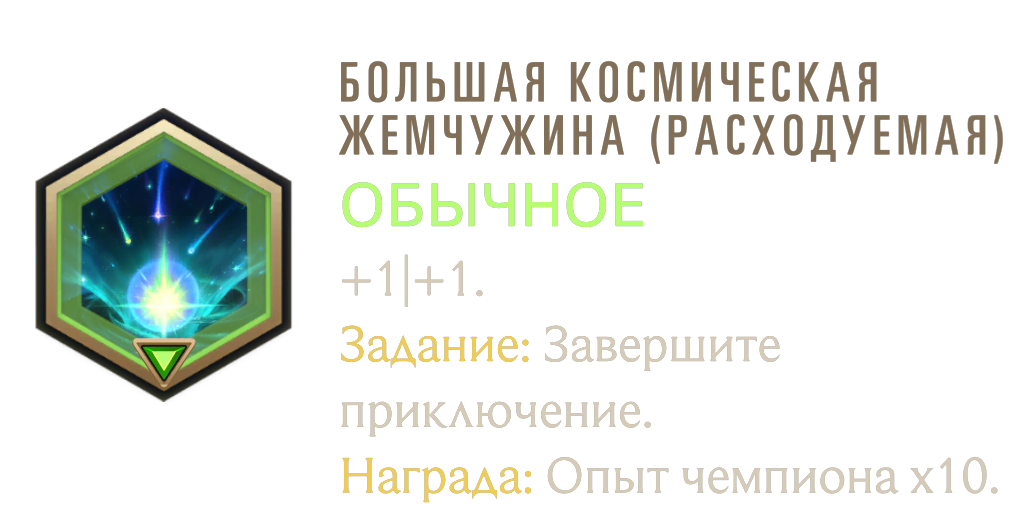 БОЛЬШАЯ КОСМИЧЕСКАЯ
ЖЕМЧУЖИНА (РАСХОДУЕМАЯ)
ОБЫЧНОЕ
+1|+1.
Задание: Завершите
приключение.
Награда: Опыт чемпиона x10.